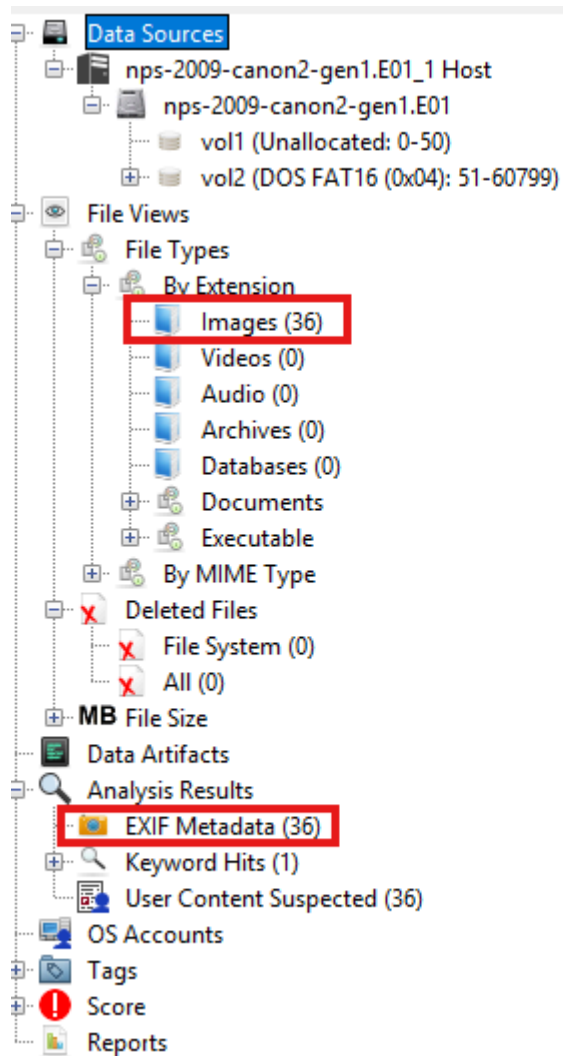 Data Sources
nps-2009-canon2-gen1.E01_1 Host
nps-2009-canon2-gen1.E01
vol1 (Unallocated: 0-50)
vol2 (DOS FAT16 (0x04): 51-60799)
File Views
File Types
By Extension
Images (36)
Videos (0)
Audio (0)
Archives (0)
Databases (0)
Documents
Executable
By MIME Type
Deleted Files
File System (0)
All (0)
MB File Size
Data Artifacts
Analysis Results
EXIF Metadata (36)
Keyword Hits (1)
User Content Suspected (36)
OS Accounts
Tags
Score
Reports